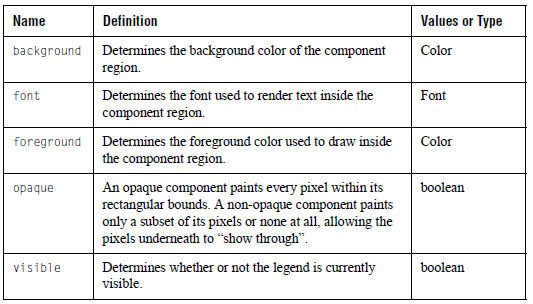 Name Definition Values or Type
background Determines the background color of the component Color
region.
font Determines the font used to render text inside the Font
component region.
foreground Determines the foreground color used to draw inside Color
the component region.
opaque An opaque component paints every pixel within its boolean
rectangular bounds. A non-opaque component paints
only a subset of its pixels or none at all, allowing the
pixels underneath to “show through”.
visible Determines whether or not the legend is currently boolean
visible.